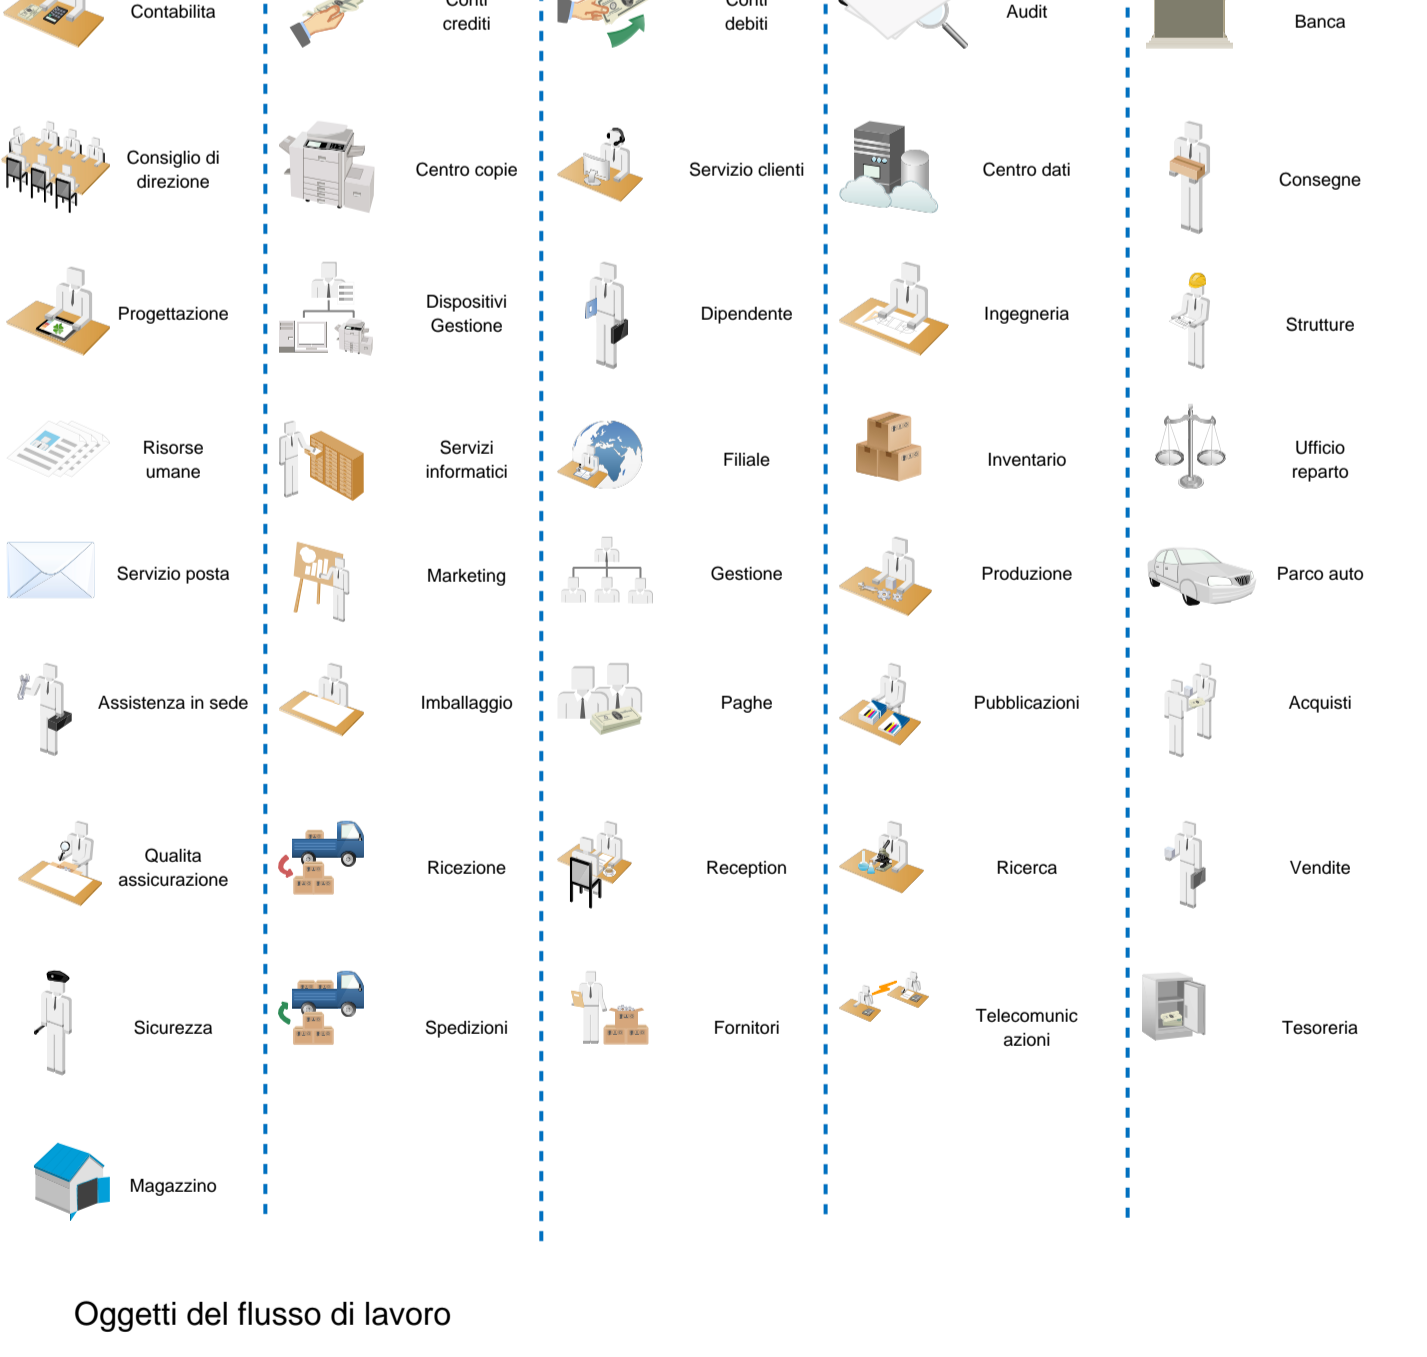 Contabilita
Conti
crediti
Conti
debiti
Audit
Banca
Consiglio di
direzione
Centro copie
Servizio clienti
Centro dati
Consegne
Progettazione
Dispositivi
Gestione
Dipendente
Ingegneria
Strutture
Risorse
umane
Servizi
informatici
Filiale
Inventario
Ufficio
reparto
Servizio posta
Marketing
Gestione
Produzione
Parco auto
Assistenza in sede
Imballaggio
Paghe
Pubblicazioni
Acquisti
Qualita
assicurazione
Ricezione
Reception
Ricerca
Vendite
Sicurezza
Spedizioni
Fornitori
Telecomunic
azioni
Tesoreria
Magazzino
Oggetti del flusso di lavoro